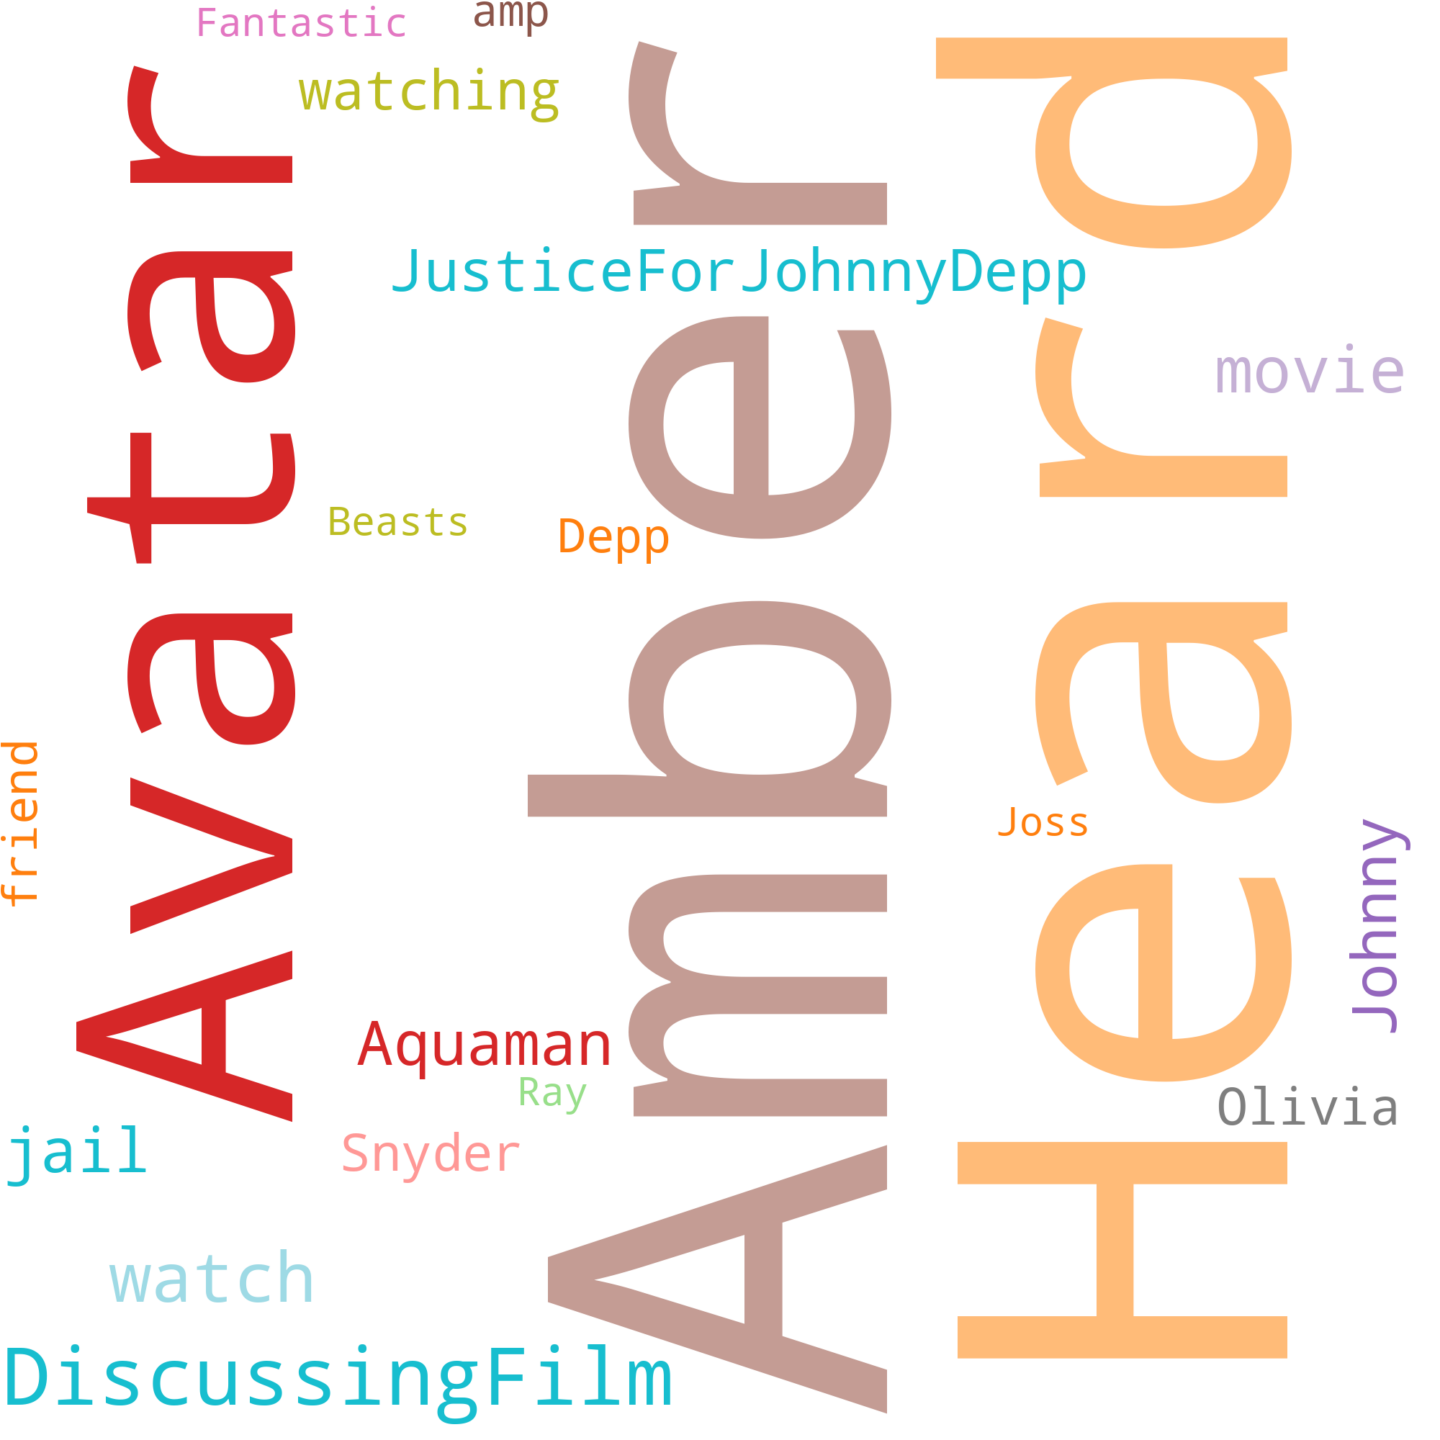 Fantastic
amp
watching
Avatar
Amber
Heard
JusticeForJohnnyDepp
movie
Beasts
Depp
friend
Joss
Johnny
Aquaman
Ray
Olivia
jail
Snyder
watch
DiscussingFilm